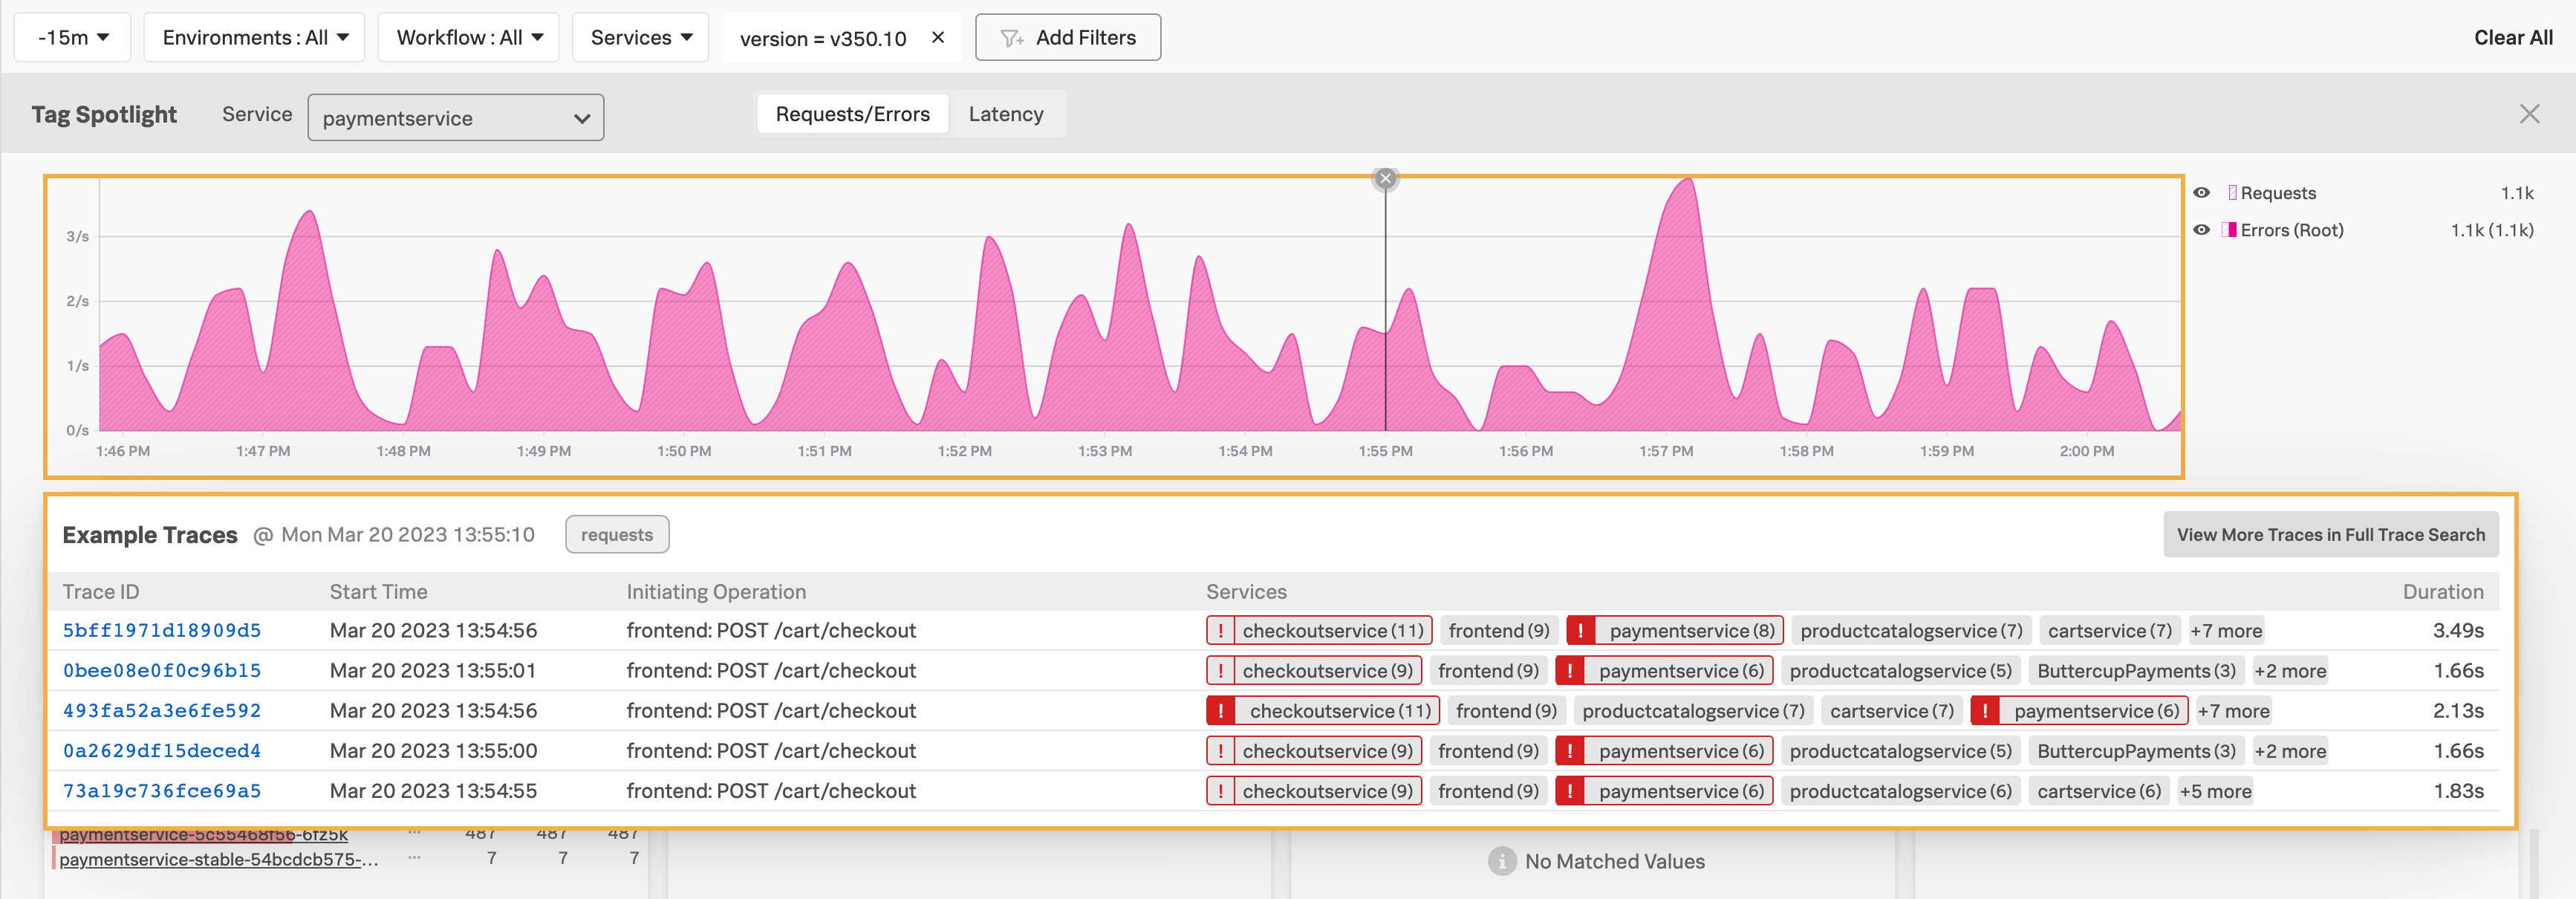 -15m Environments : All Workflow : All Services version = v350.10 × Add Filters Clear All
Tag Spotlight Service paymentservice Requests/Errors Latency
Requests 1.1k
Errors (Root) 1.1k (1.1k)
3/s
2/s
1/s
0/s
1:46 PM 1:47 PM 1:48 PM 1:49 PM 1:50 PM 1:51 PM 1:52 PM 1:53 PM 1:54 PM 1:55 PM 1:56 PM 1:57 PM 1:58 PM 1:59 PM 2:00 PM
Example Traces @ Mon Mar 20 2023 13:55:10 requests View More Traces in Full Trace Search
Trace ID Start Time Initiating Operation Services Duration
5bff1971d18909d5 Mar 20 2023 13:54:56 frontend: POST /cart/checkout ! checkoutservice (11) frontend (9) ! paymentservice (8) productcatalogservice (7) cartservice (7) +7 more 3.49s
0bee08e0f0c96b15 Mar 20 2023 13:55:01 frontend: POST /cart/checkout ! checkoutservice (9) frontend (9) ! paymentservice (6) productcatalogservice (5) ButtercupPayments (3) +2 more 1.66s
493fa52a3e6fe592 Mar 20 2023 13:54:56 frontend: POST /cart/checkout ! checkoutservice (11) frontend (9) productcatalogservice (7) cartservice (7) ! paymentservice (6) +7 more 2.13s
0a2629df15deced4 Mar 20 2023 13:55:00 frontend: POST /cart/checkout ! checkoutservice (9) frontend (9) ! paymentservice (6) productcatalogservice (5) ButtercupPayments (3) +2 more 1.66s
73a19c736fce69a5 Mar 20 2023 13:54:55 frontend: POST /cart/checkout ! checkoutservice (9) frontend (9) ! paymentservice (6) productcatalogservice (6) cartservice (6) +5 more 1.83s
paymentservice-5c55468f56-6fz5k ... 487 487 487
paymentservice-stable-54bcdcb575-... ... 7 7 7
No Matched Values